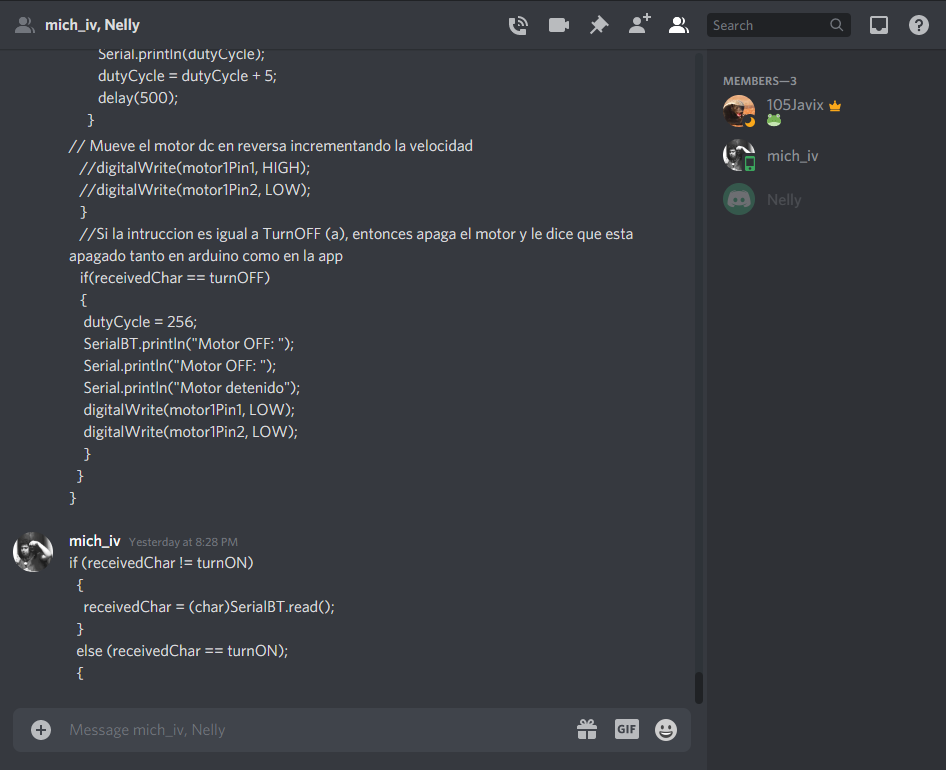 mich_iv, Nelly
Search
Serial.println(dutyCycle);
dutyCycle = dutyCycle + 5;
delay(500);
}
// Mueve el motor dc en reversa incrementando la velocidad
//digitalWrite(motor1Pin1, HIGH);
//digitalWrite(motor1Pin2, LOW);
}
//Si la intruccion es igual a TurnOFF (a), entonces apaga el motor y le dice que esta
apagado tanto en arduino como en la app
if(receivedChar == turnOFF)
{
dutyCycle = 256;
SerialBT.println("Motor OFF: ");
Serial.println("Motor OFF: ");
Serial.println("Motor detenido");
digitalWrite(motor1Pin1, LOW);
digitalWrite(motor1Pin2, LOW);
}
}
}
mich_iv Yesterday at 8:28 PM
if (receivedChar != turnON)
{
receivedChar = (char)SerialBT.read();
}
else (receivedChar == turnON);
{
Message mich_iv, Nelly
GIF
MEMBERS—3
105Javix
mich_iv
Nelly